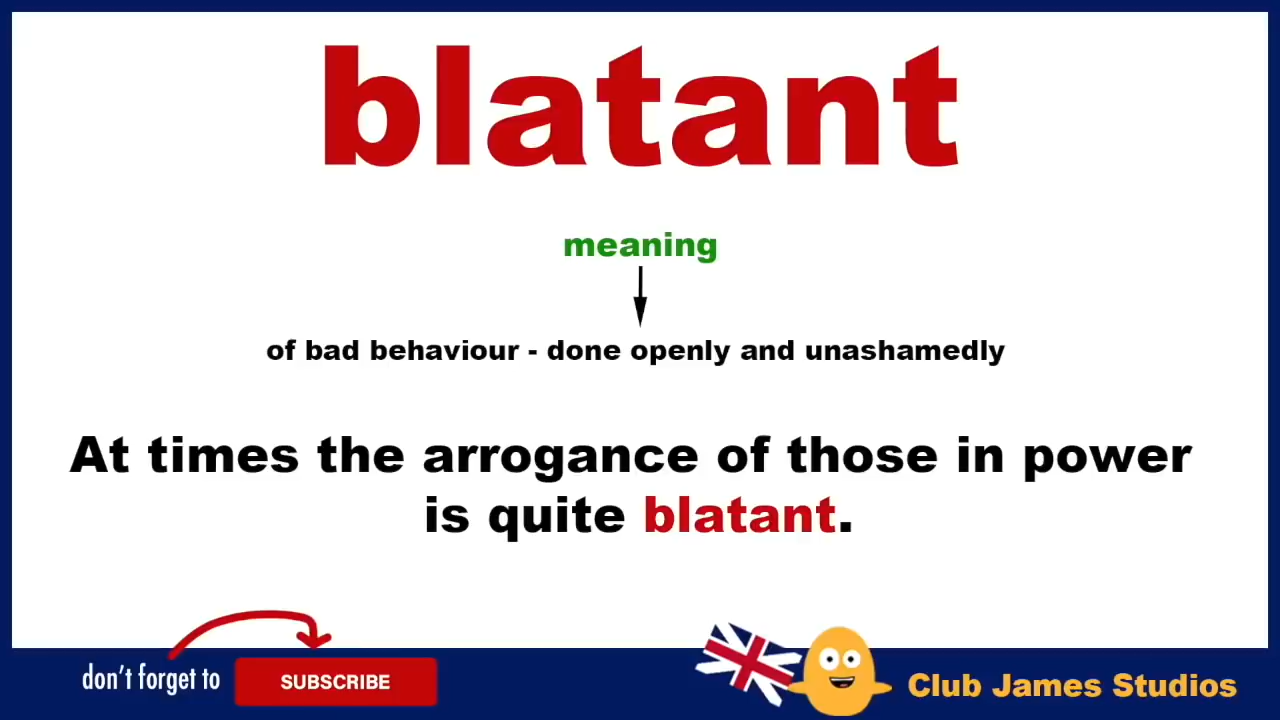 blatant
meaning
of bad behaviour - done openly and unashamedly
At times the arrogance of those in power
is quite blatant.
don't forget to
SUBSCRIBE
Club James Studios